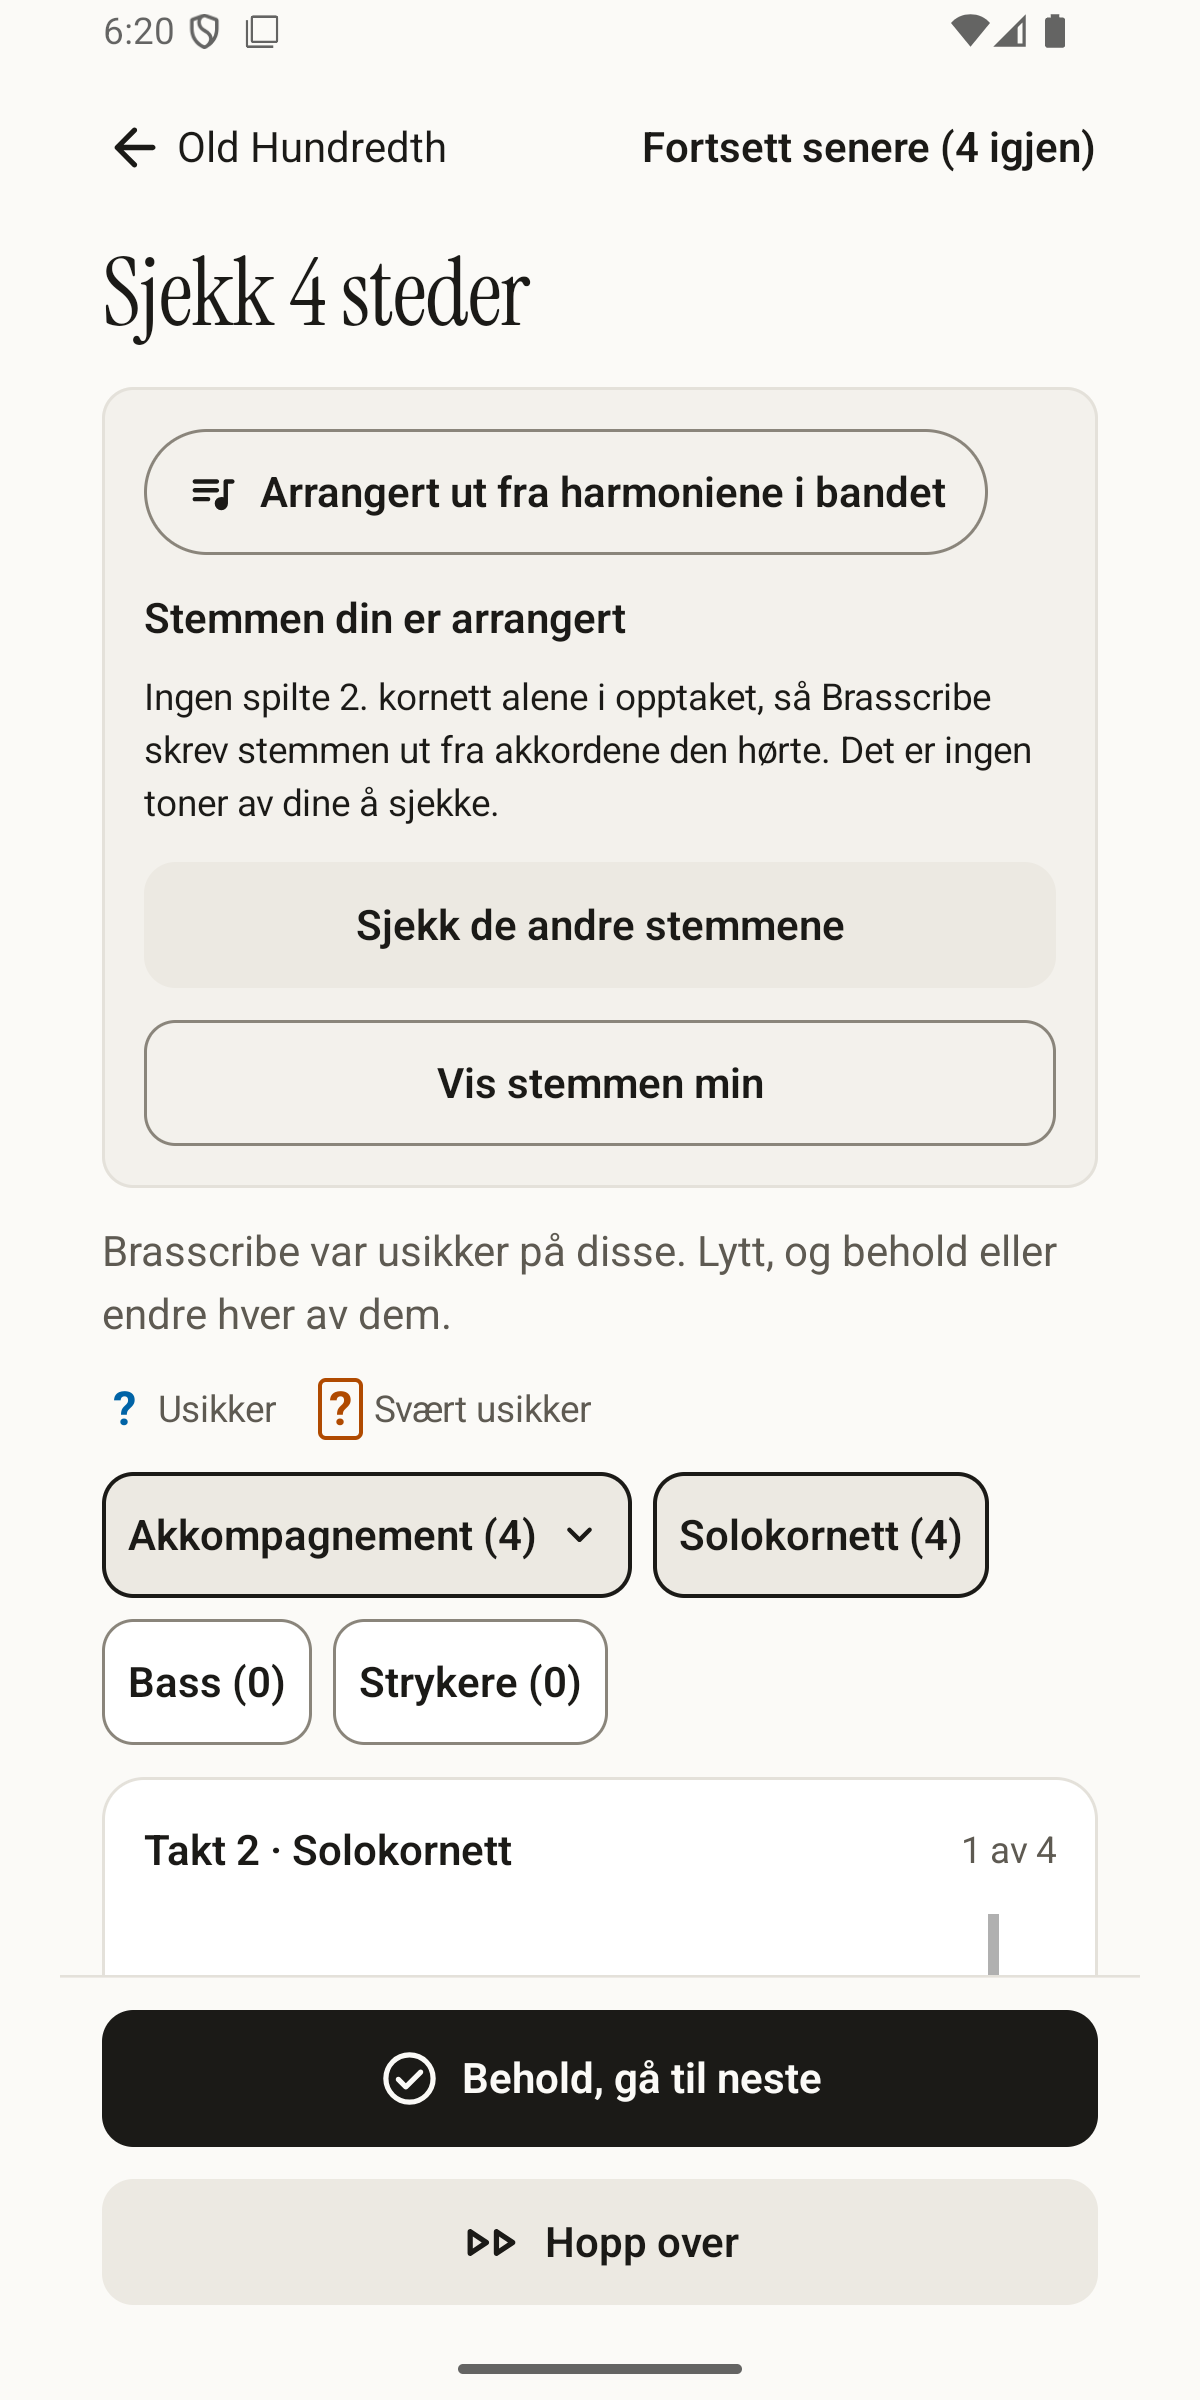 6:20
Old Hundredth
Fortsett senere (4 igjen)
Sjekk 4 steder
Arrangert ut fra harmoniene i bandet
Stemmen din er arrangert
Ingen spilte 2. kornett alene i opptaket, så Brasscribe
skrev stemmen ut fra akkordene den hørte. Det er ingen
toner av dine å sjekke.
Sjekk de andre stemmene
Vis stemmen min
Brasscribe var usikker på disse. Lytt, og behold eller
endre hver av dem.
? Usikker ? Svært usikker
Akkompagnement (4) Solokornett (4)
Bass (0) Strykere (0)
Takt 2 · Solokornett 1 av 4
Behold, gå til neste
Hopp over